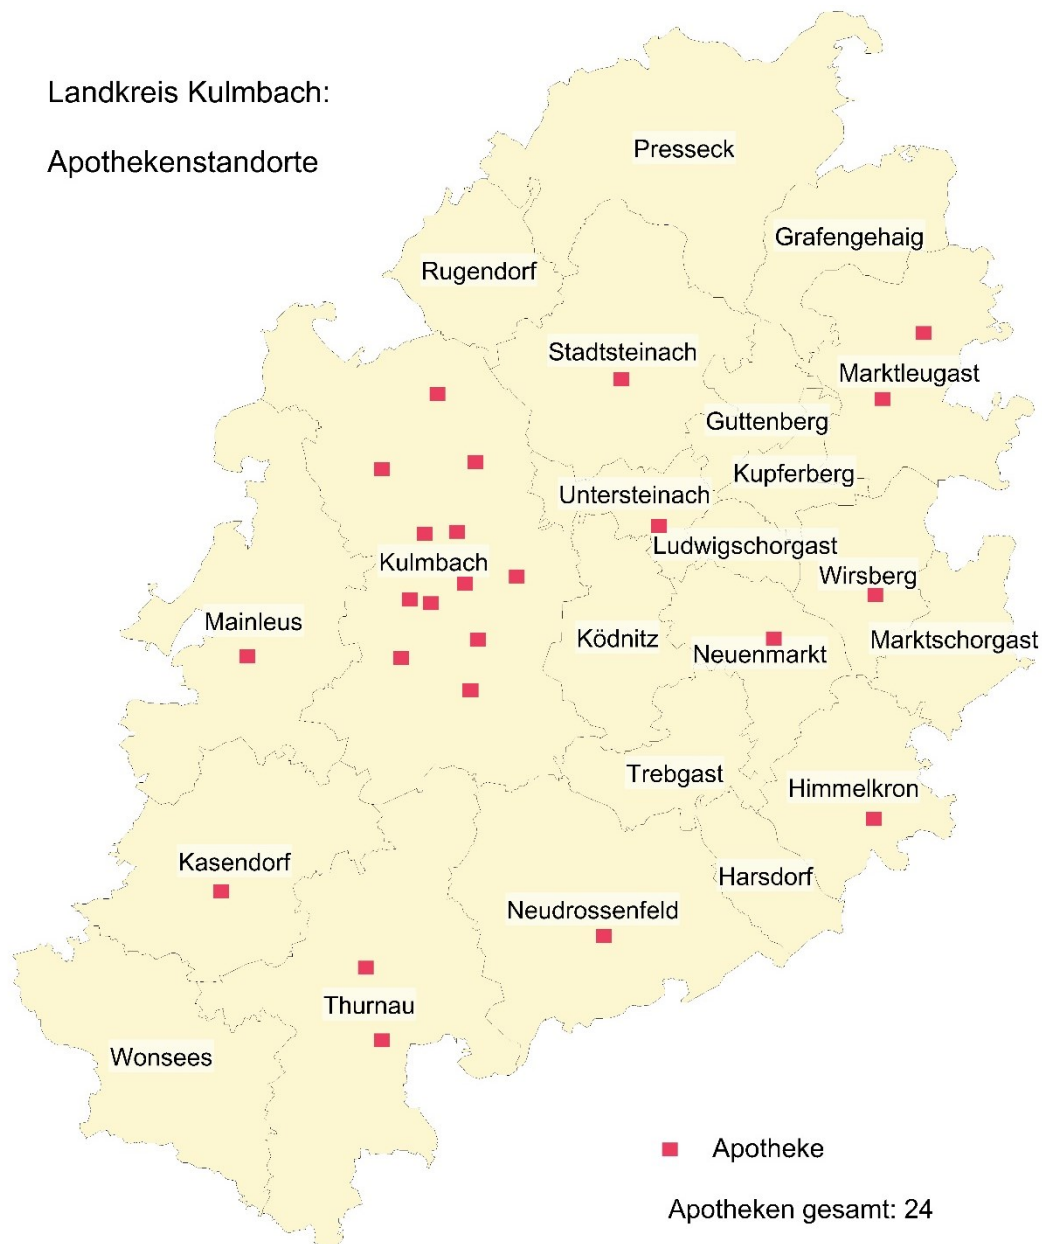 Landkreis Kulmbach:
Apothekenstandorte
Presseck
Grafengehaig
Rugendorf
Stadtsteinach
Marktleugast
Guttenberg
Kupferberg
Untersteinach
Ludwigschorgast
Kulmbach
Wirsberg
Mainleus
Ködnitz
Neuenmarkt
Marktschorgast
Trebgast
Himmelkron
Kasendorf
Harsdorf
Neudrossenfeld
Thurnau
Wonsees
Apotheke
Apotheken gesamt: 24